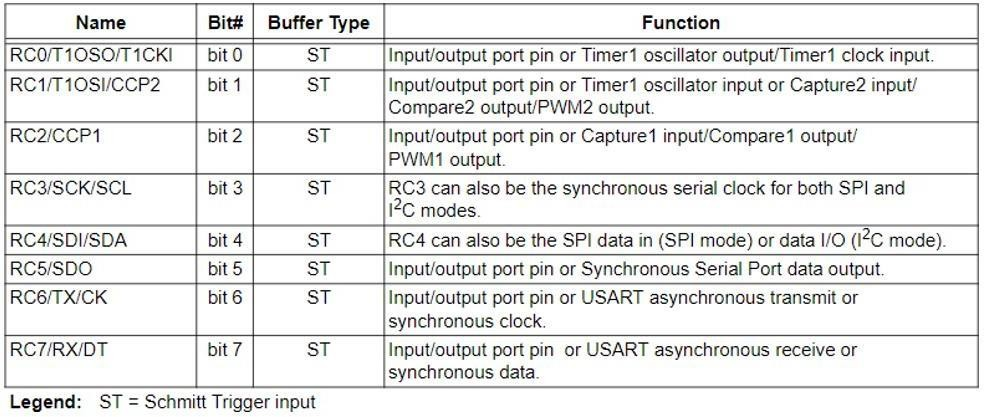 Name Bit# Buffer Type Function
RC0/T1OSO/T1CKI bit 0 ST Input/output port pin or Timer1 oscillator output/Timer1 clock input.
RC1/T1OSI/CCP2 bit 1 ST Input/output port pin or Timer1 oscillator input or Capture2 input/
Compare2 output/PWM2 output.
RC2/CCP1 bit 2 ST Input/output port pin or Capture1 input/Compare1 output/
PWM1 output.
RC3/SCK/SCL bit 3 ST RC3 can also be the synchronous serial clock for both SPI and
I2C modes.
RC4/SDI/SDA bit 4 ST RC4 can also be the SPI data in (SPI mode) or data I/O (I2C mode).
RC5/SDO bit 5 ST Input/output port pin or Synchronous Serial Port data output.
RC6/TX/CK bit 6 ST Input/output port pin or USART asynchronous transmit or
synchronous clock.
RC7/RX/DT bit 7 ST Input/output port pin or USART asynchronous receive or
synchronous data.
Legend: ST = Schmitt Trigger input